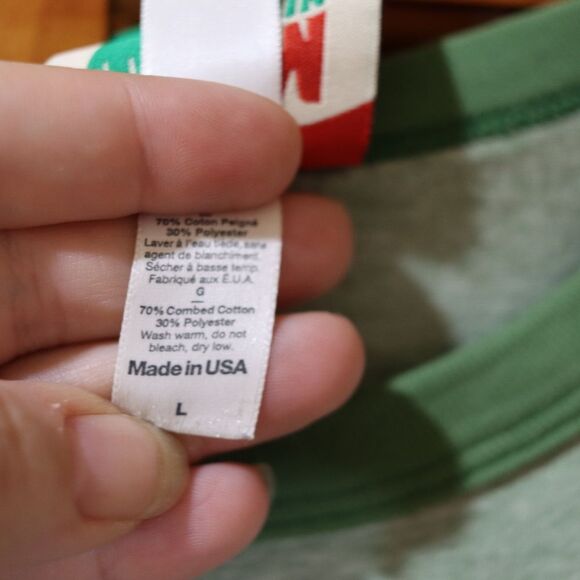 IN
70% Coton Peigné
30% Polyester
Laver à l'eau tiède, sans
agent de blanchiment.
Sécher à basse temp.
Fabriqué aux É.U.A.
G
70% Combed Cotton
30% Polyester
Wash warm, do not
bleach, dry low.
Made in USA
L